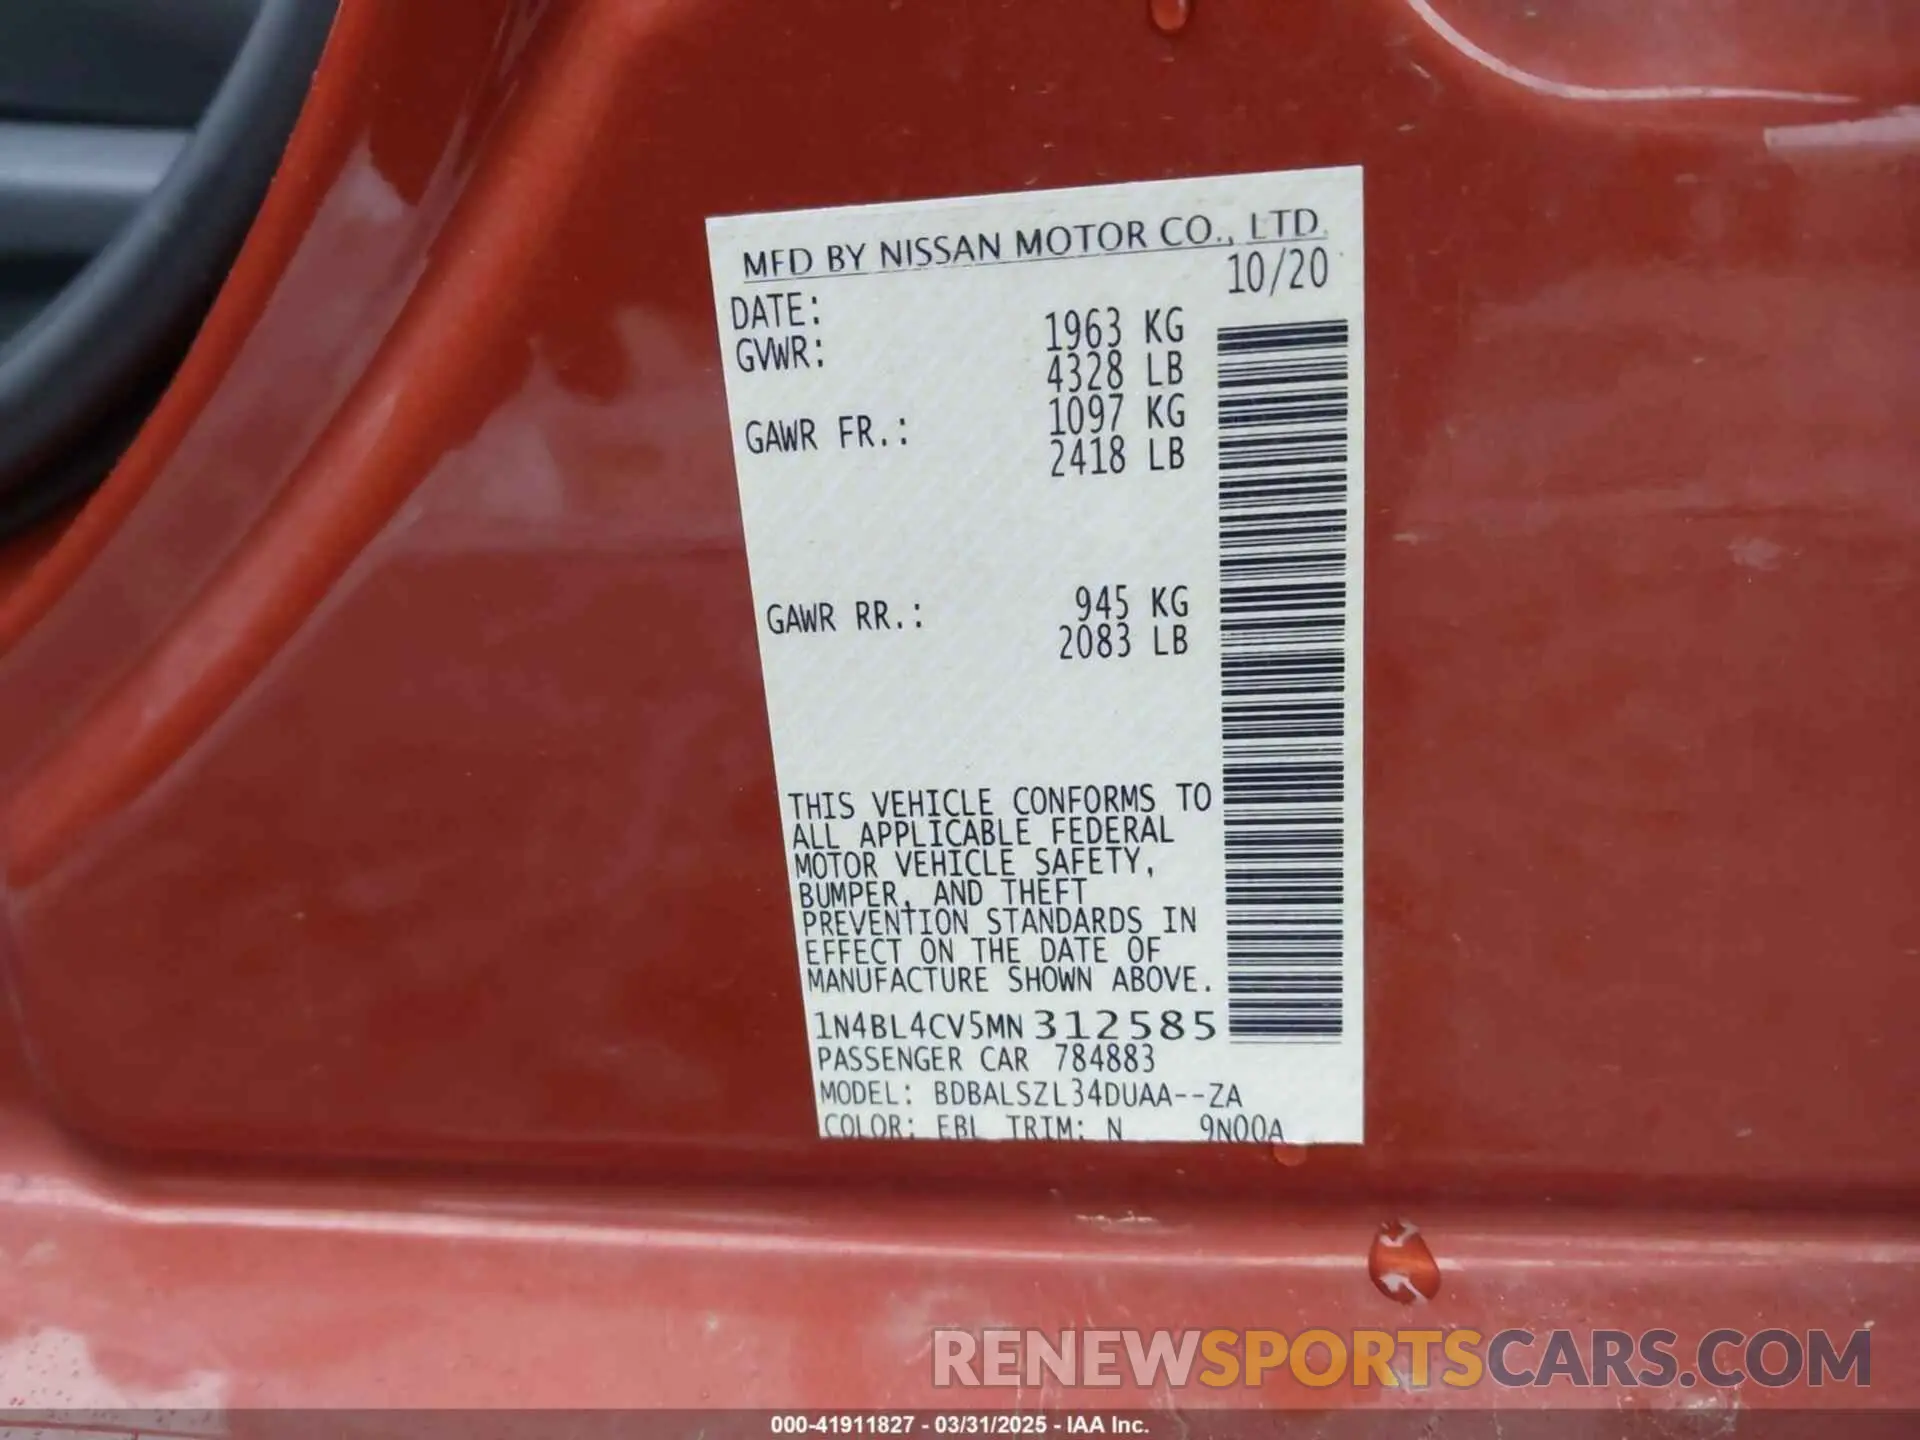 MFD BY NISSAN MOTOR CO., LTD.
DATE: 10/20
GVWR: 1963 KG
4328 LB
GAWR FR.: 1097 KG
2418 LB
GAWR RR.: 945 KG
2083 LB
THIS VEHICLE CONFORMS TO
ALL APPLICABLE FEDERAL
MOTOR VEHICLE SAFETY,
BUMPER, AND THEFT
PREVENTION STANDARDS IN
EFFECT ON THE DATE OF
MANUFACTURE SHOWN ABOVE.
1N4BL4CV5MN312585
PASSENGER CAR 784883
MODEL: BDBALSZL34DUAA--ZA
COLOR: EBL TRIM: N 9N00A
RENEWSPORTSCARS.COM
000-41911827 - 03/31/2025 - IAA Inc.